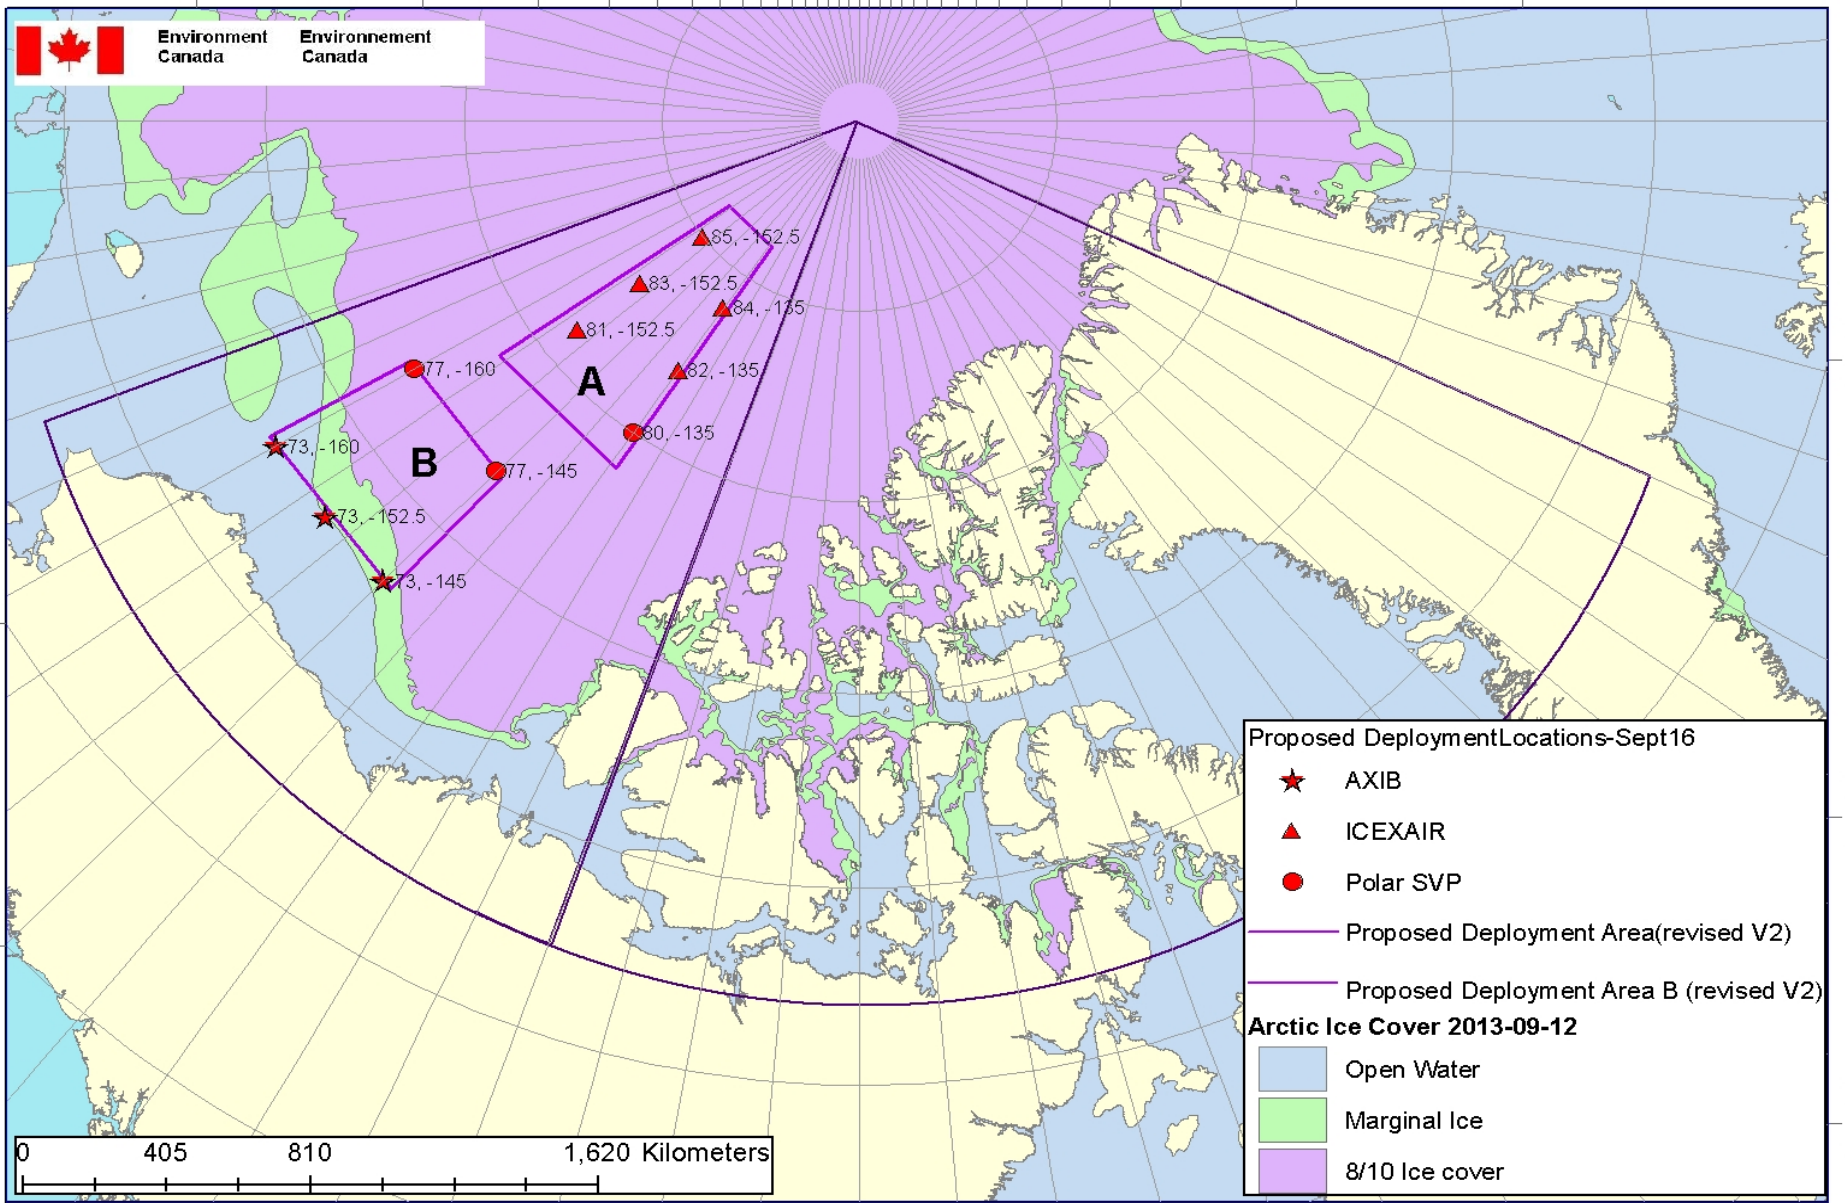 Environment Environnement
Canada Canada
85, -152.5
83, -152.5
84, -135
81, -152.5
77, -160
82, -135
A
80, -135
73, -160
B
77, -145
73, -152.5
73, -145
Proposed DeploymentLocations-Sept16
AXIB
ICEXAIR
Polar SVP
Proposed Deployment Area(revised V2)
Proposed Deployment Area B (revised V2)
Arctic Ice Cover 2013-09-12
Open Water
Marginal Ice
8/10 Ice cover
0 405 810 1,620 Kilometers